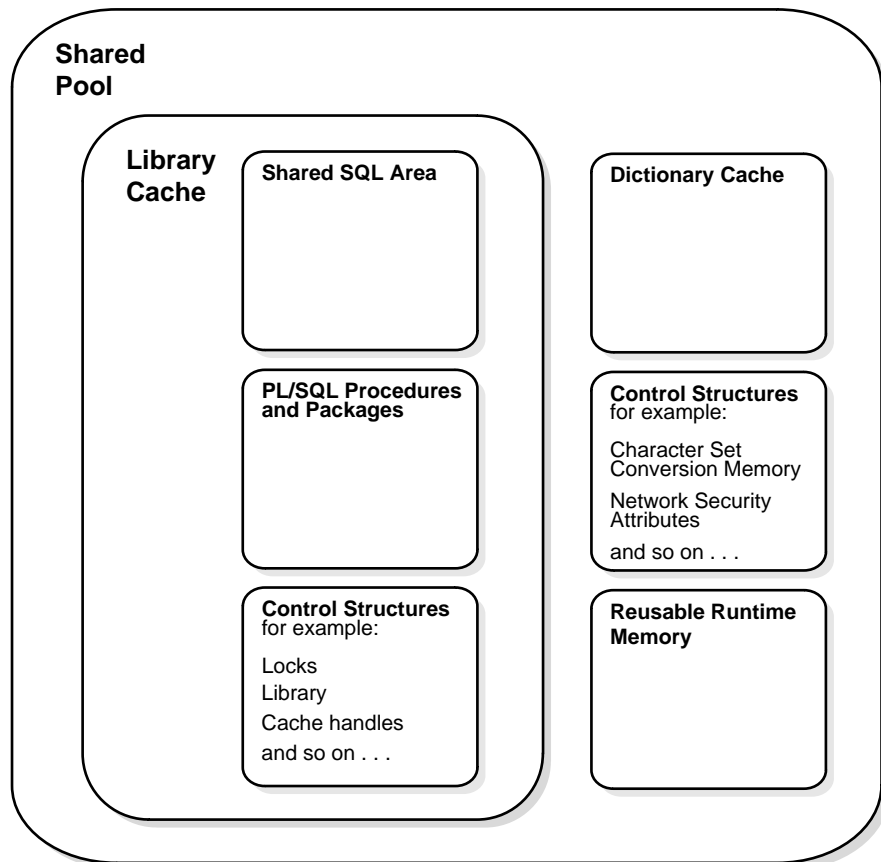 Shared
Pool
Library
Cache
Shared SQL Area
PL/SQL Procedures
and Packages
Control Structures
for example:
Locks
Library
Cache handles
and so on . . .
Dictionary Cache
Control Structures
for example:
Character Set
Conversion Memory
Network Security
Attributes
and so on . . .
Reusable Runtime
Memory